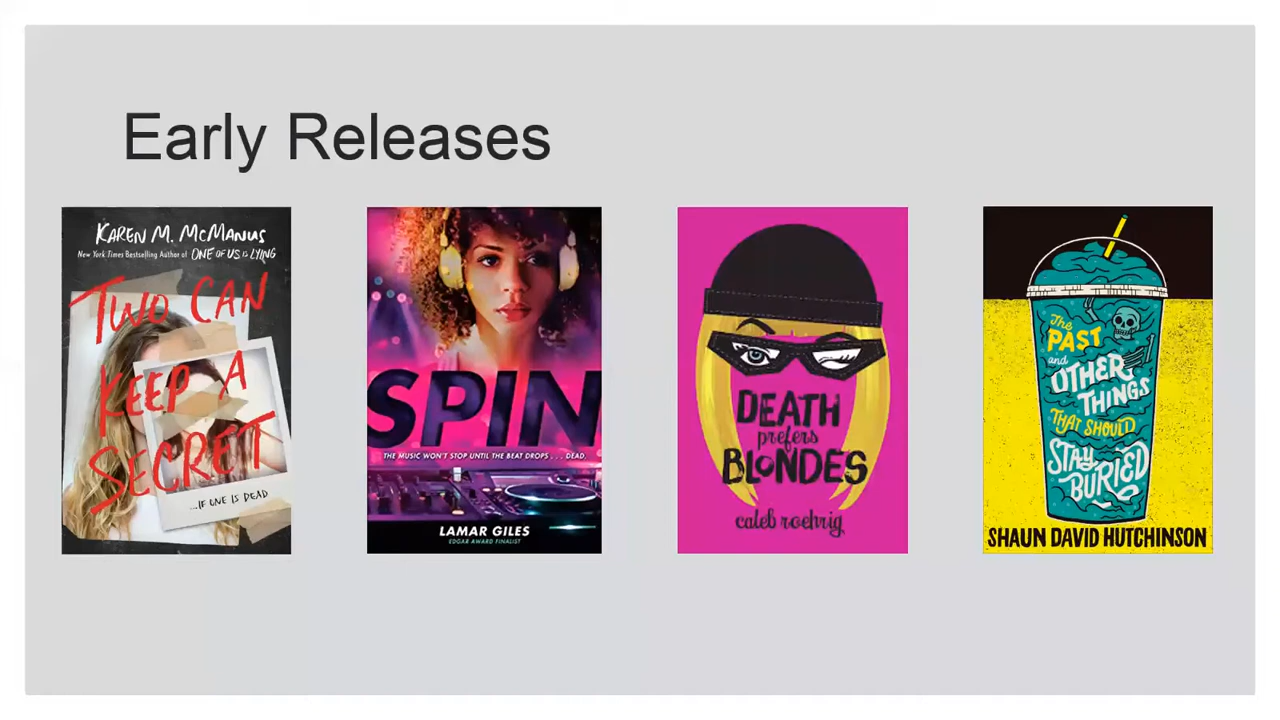 Early Releases
KAREN M. MCMANUS
New York Times Bestselling Author of ONE OF US IS LYING
TWO CAN
KEEP A
SECRET
...IF ONE IS DEAD
SPIN
THE MUSIC WON'T STOP UNTIL THE BEAT DROPS . . . DEAD.
LAMAR GILES
EDGAR AWARD FINALIST
DEATH
prefers
BLONDES
caleb roehrig
The
PAST
and
OTHER
THINGS
THAT SHOULD
STAY
BURIED
SHAUN DAVID HUTCHINSON